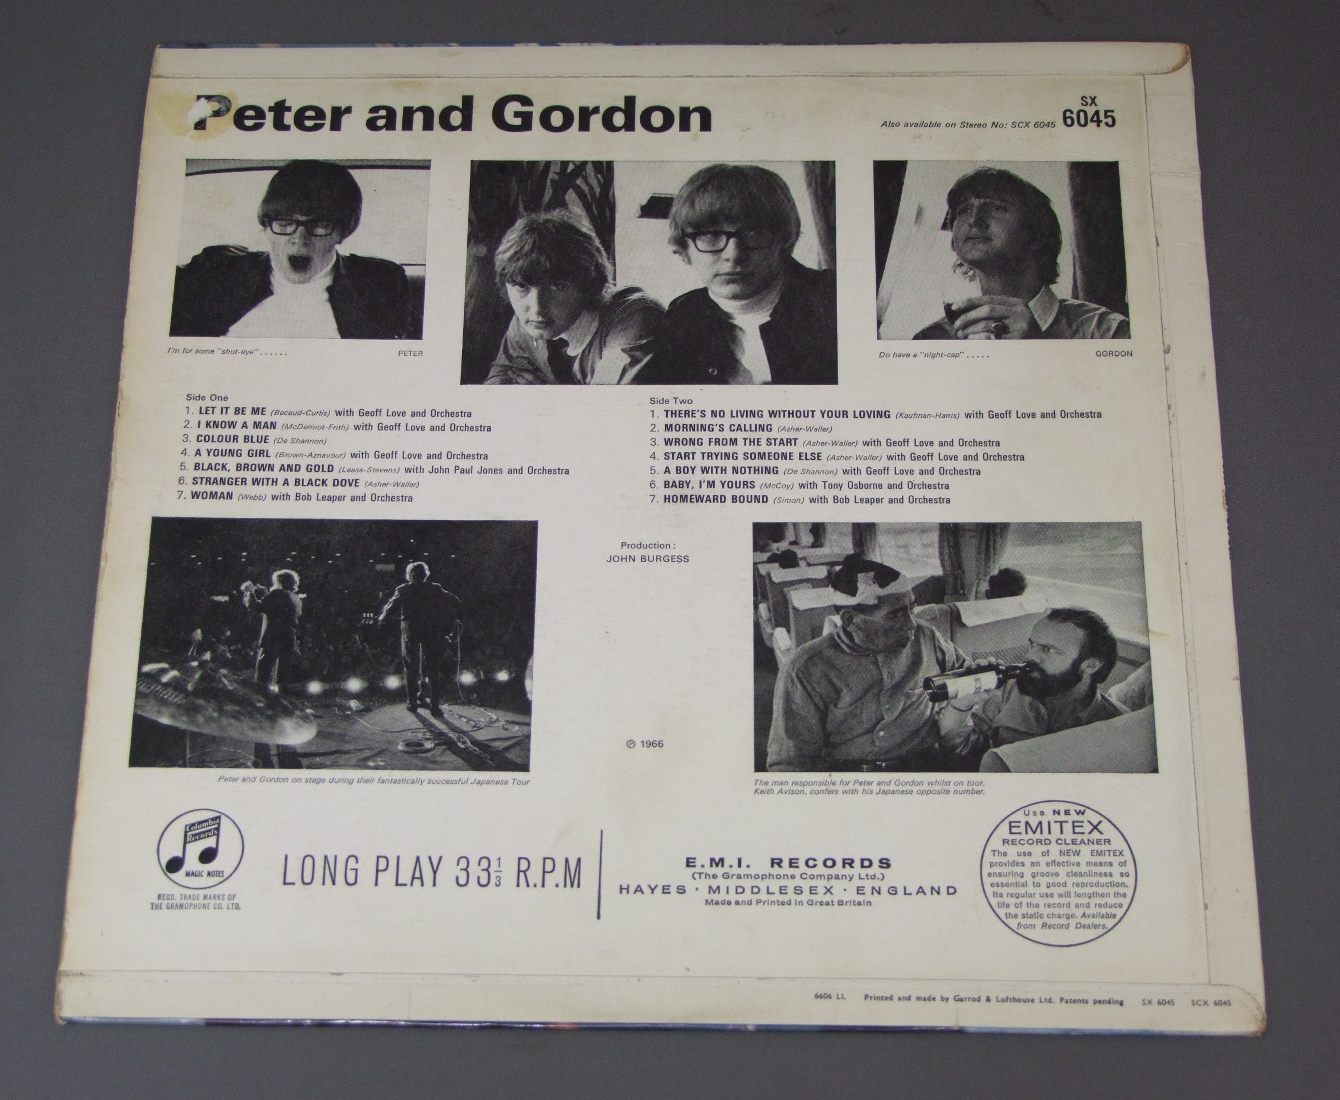 Peter and Gordon
Also available on Stereo No: SCX 6045
SX
6045
I'm for some "shut-eye" ......
PETER
Do have a "night-cap" .....
GORDON
Side One
1. LET IT BE ME (Becaud-Curtis) with Geoff Love and Orchestra
2. I KNOW A MAN (McDermot-Frith) with Geoff Love and Orchestra
3. COLOUR BLUE (De Shannon)
4. A YOUNG GIRL (Brown-Aznavour) with Geoff Love and Orchestra
5. BLACK, BROWN AND GOLD (Lease-Stevens) with John Paul Jones and Orchestra
6. STRANGER WITH A BLACK DOVE (Asher-Waller)
7. WOMAN (Webb) with Bob Leaper and Orchestra
Side Two
1. THERE'S NO LIVING WITHOUT YOUR LOVING (Kaufman-Harris) with Geoff Love and Orchestra
2. MORNING'S CALLING (Asher-Waller)
3. WRONG FROM THE START (Asher-Waller) with Geoff Love and Orchestra
4. START TRYING SOMEONE ELSE (Asher-Waller) with Geoff Love and Orchestra
5. A BOY WITH NOTHING (De Shannon) with Geoff Love and Orchestra
6. BABY, I'M YOURS (McCoy) with Tony Osborne and Orchestra
7. HOMEWARD BOUND (Simon) with Bob Leaper and Orchestra
Production:
JOHN BURGESS
℗ 1966
Peter and Gordon on stage during their fantastically successful Japanese Tour
The man responsible for Peter and Gordon whilst on tour,
Keith Avison, confers with his Japanese opposite number.
Columbia
Records
MAGIC NOTES
REGD. TRADE MARKS OF
THE GRAMOPHONE CO. LTD.
LONG PLAY 33⅓ R.P.M
E.M.I. RECORDS
(The Gramophone Company Ltd.)
HAYES · MIDDLESEX · ENGLAND
Made and Printed in Great Britain
Use NEW
EMITEX
RECORD CLEANER
The use of NEW EMITEX
provides an effective means of
ensuring groove cleanliness so
essential to good reproduction.
Its regular use will lengthen the
life of the record and reduce
the static charge. Available
from Record Dealers.
6606 LL Printed and made by Garrod & Lofthouse Ltd. Patents pending SX 6045 SCX 6045